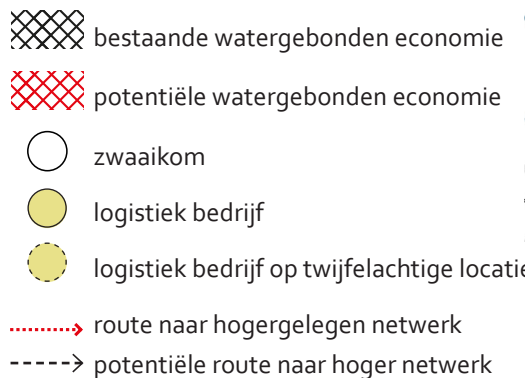 bestaande watergebonden economie
potentiële watergebonden economie
zwaaikom
logistiek bedrijf
logistiek bedrijf op twijfelachtige locatie
route naar hogergelegen netwerk
potentiële route naar hoger netwerk